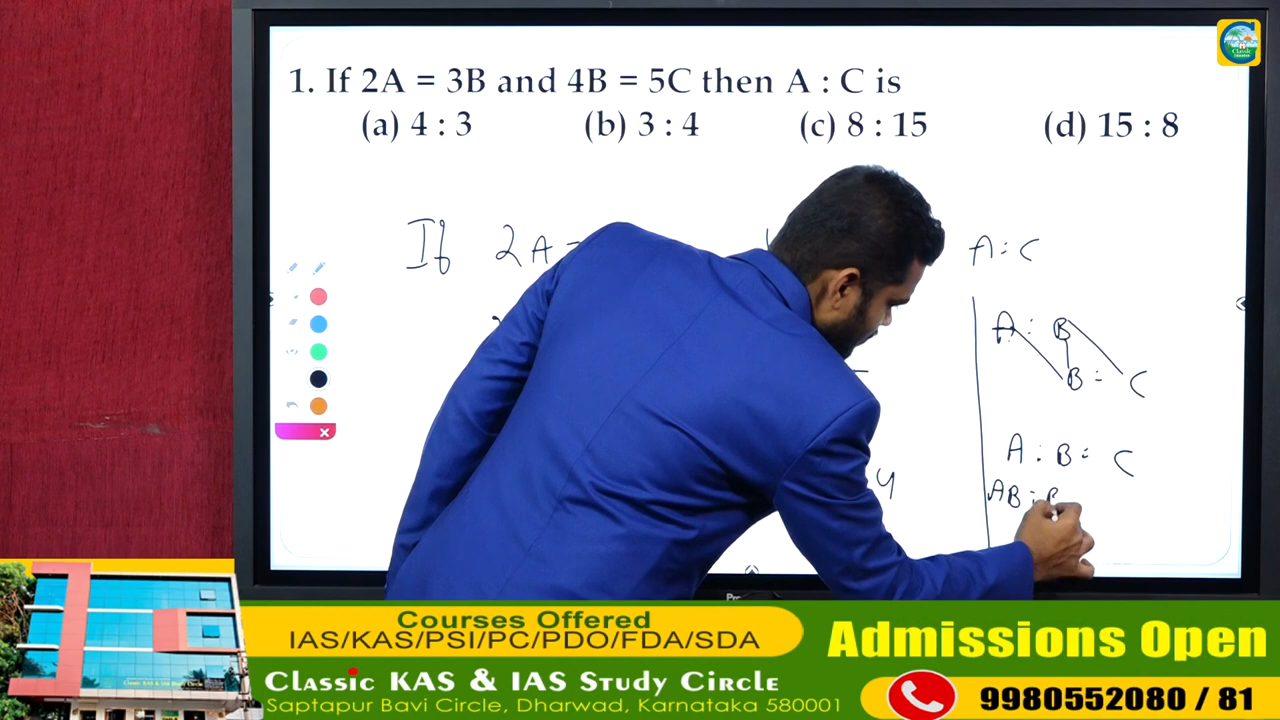 1. If 2A = 3B and 4B = 5C then A : C is
(a) 4 : 3 (b) 3 : 4 (c) 8 : 15 (d) 15 : 8
If 2A =
A : C
A : B
B : C
4
A : B : C
AB : B
Courses Offered
IAS/KAS/PSI/PC/PDO/FDA/SDA
Classic KAS & IAS Study Circle
Saptapur Bavi Circle, Dharwad, Karnataka 580001
Admissions Open
9980552080 / 81